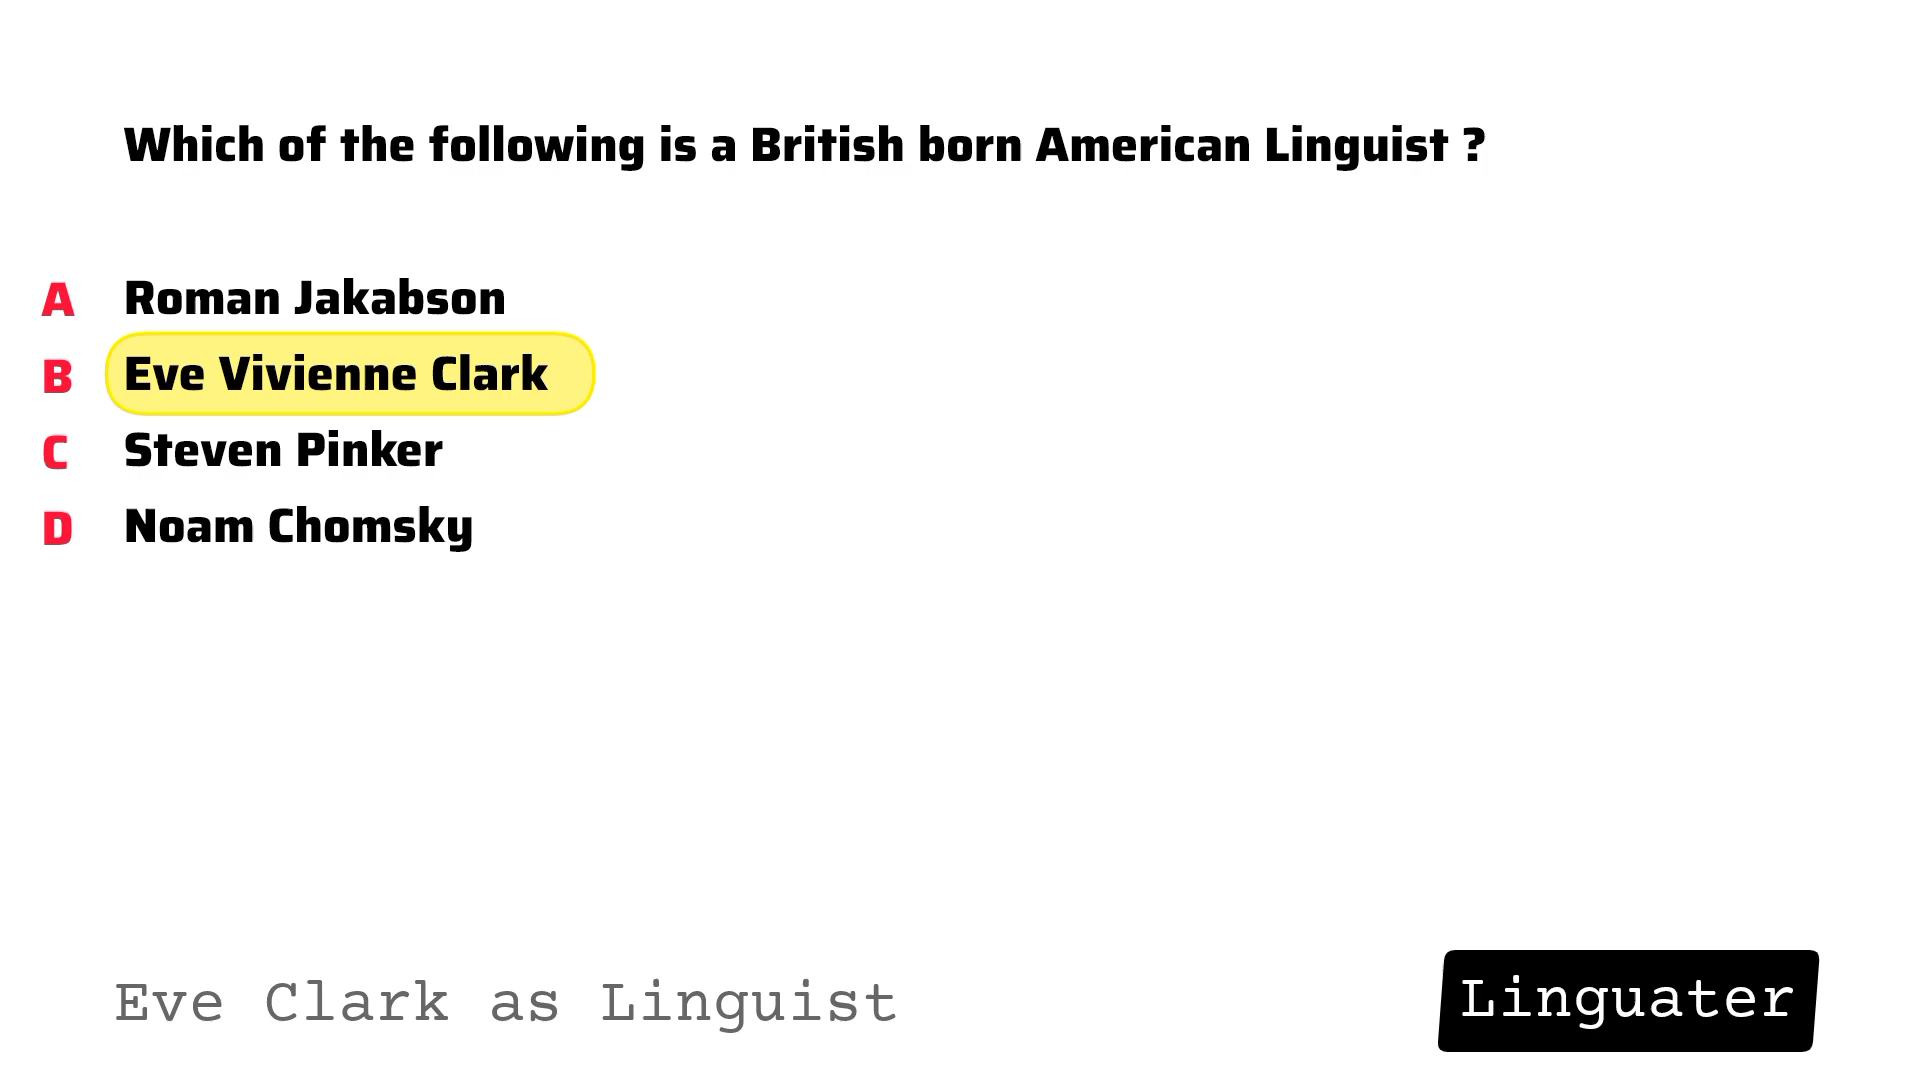 Which of the following is a British born American Linguist ?
A Roman Jakabson
B Eve Vivienne Clark
C Steven Pinker
D Noam Chomsky
Eve Clark as Linguist
Linguater